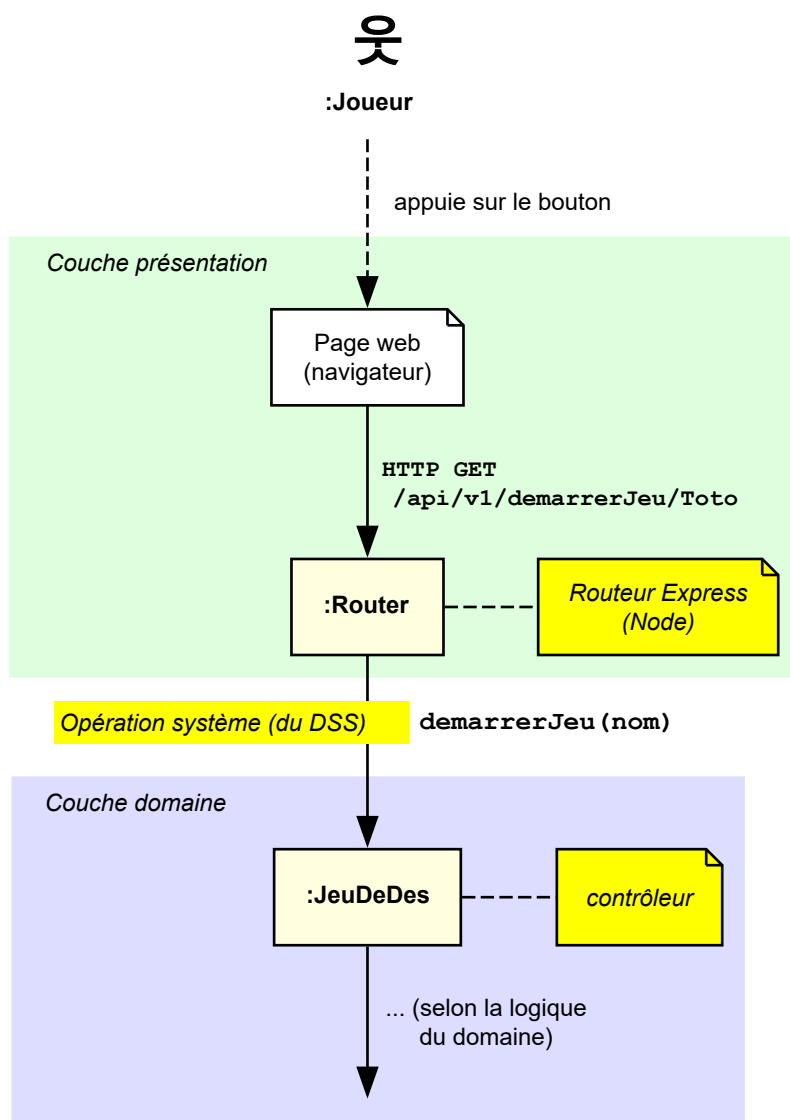 웃
:Joueur
appuie sur le bouton
Couche présentation
Page web
(navigateur)
HTTP GET
/api/v1/demarrerJeu/Toto
:Router
Routeur Express
(Node)
Opération système (du DSS)
demarrerJeu(nom)
Couche domaine
:JeuDeDes
contrôleur
... (selon la logique
du domaine)